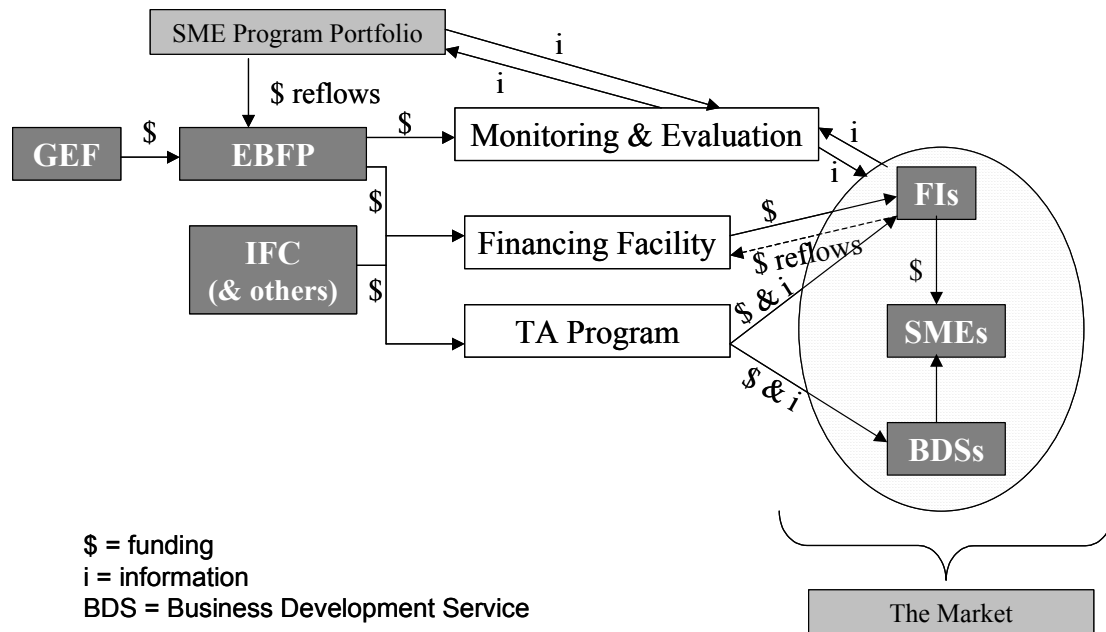 SME Program Portfolio
i
i
$ reflows
$
GEF
EBFP
$
Monitoring & Evaluation
i
i
FIs
$
IFC
(& others)
$
Financing Facility
$
$ reflows
$
$ & i
TA Program
SMEs
$ & i
BDSs
$ = funding
i = information
BDS = Business Development Service
The Market